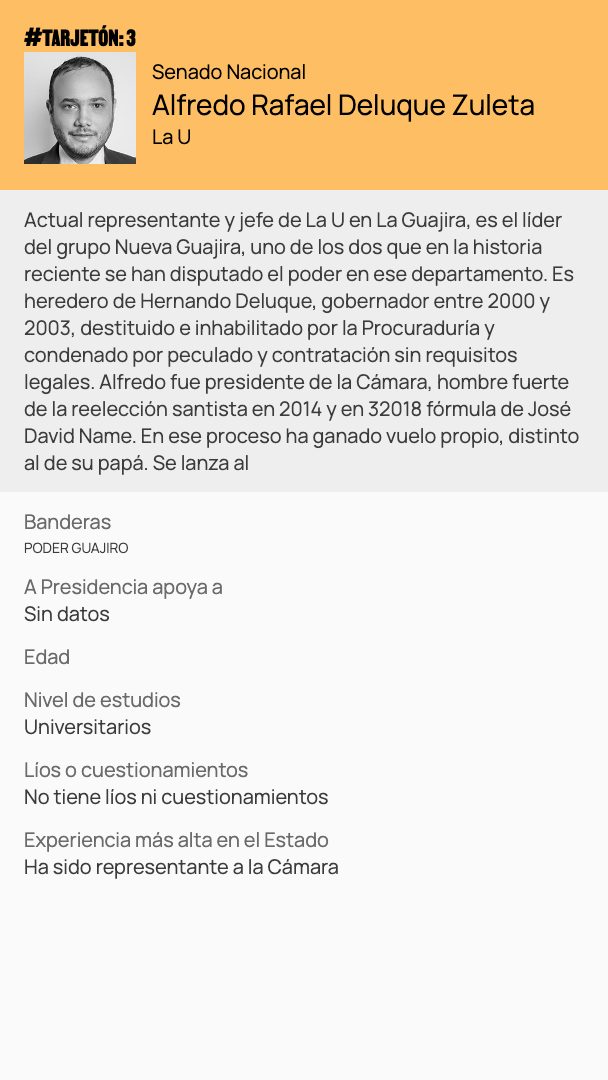 #TARJETÓN: 3
Senado Nacional
Alfredo Rafael Deluque Zuleta
La U
Actual representante y jefe de La U en La Guajira, es el líder
del grupo Nueva Guajira, uno de los dos que en la historia
reciente se han disputado el poder en ese departamento. Es
heredero de Hernando Deluque, gobernador entre 2000 y
2003, destituido e inhabilitado por la Procuraduría y
condenado por peculado y contratación sin requisitos
legales. Alfredo fue presidente de la Cámara, hombre fuerte
de la reelección santista en 2014 y en 32018 fórmula de José
David Name. En ese proceso ha ganado vuelo propio, distinto
al de su papá. Se lanza al
Banderas
PODER GUAJIRO
A Presidencia apoya a
Sin datos
Edad
Nivel de estudios
Universitarios
Líos o cuestionamientos
No tiene líos ni cuestionamientos
Experiencia más alta en el Estado
Ha sido representante a la Cámara